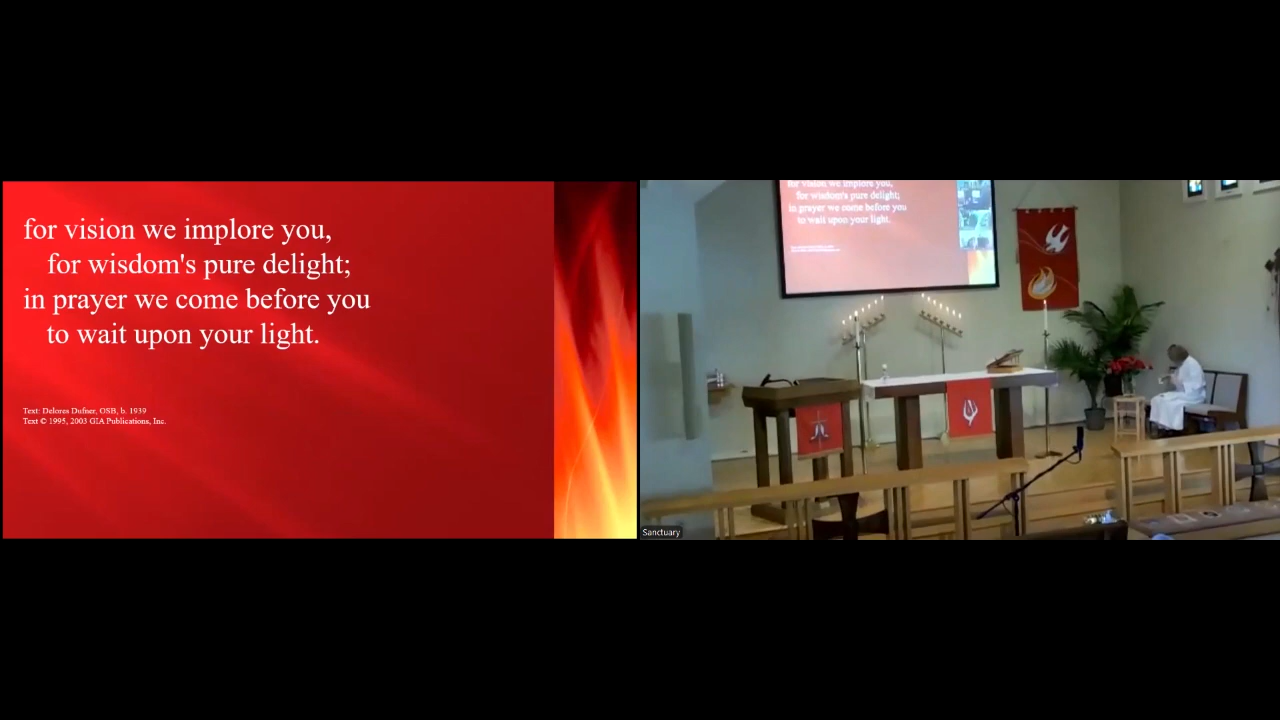 for vision we implore you,
for wisdom's pure delight;
in prayer we come before you
to wait upon your light.
Text: Delores Dufner, OSB, b. 1939
Text © 1995, 2003 GIA Publications, Inc.
for vision we implore you,
for wisdom's pure delight;
in prayer we come before you
to wait upon your light.
Sanctuary